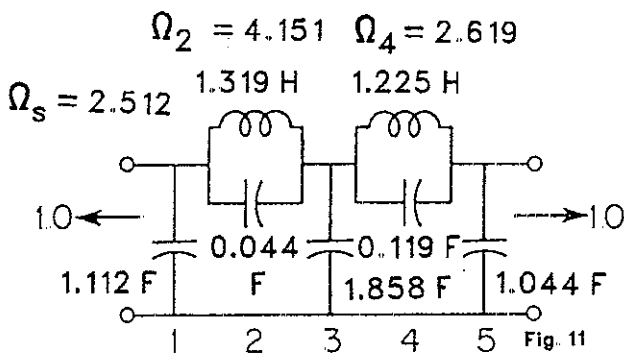 Ω₂ = 4.151 Ω₄ = 2.619
1.319 H 1.225 H
Ωₛ = 2.512
1.0 1.0
0.044 0.119 F
1.112 F F 1.858 F 1.044 F
1 2 3 4 5 Fig. 11